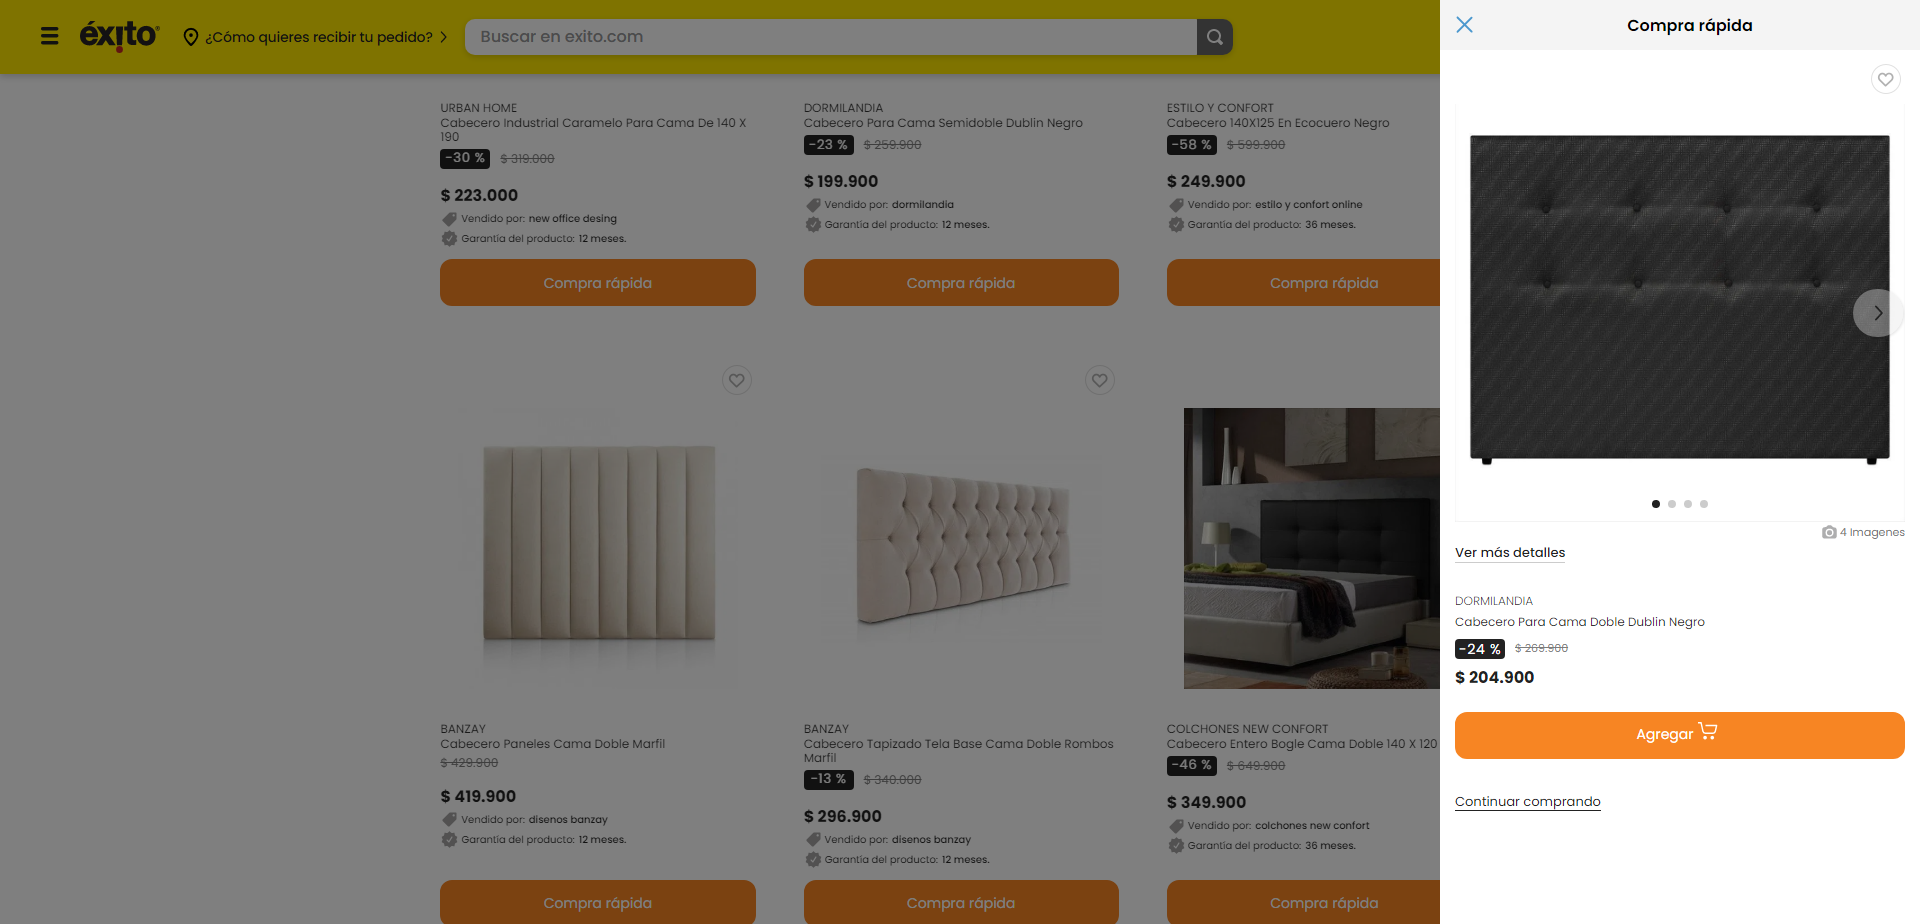 éxito
¿Cómo quieres recibir tu pedido?
Buscar en exito.com
URBAN HOME
Cabecero Industrial Caramelo Para Cama De 140 X
190
-30 % $ 319.000
$ 223.000
Vendido por: new office desing
Garantía del producto: 12 meses.
Compra rápida
DORMILANDIA
Cabecero Para Cama Semidoble Dublin Negro
-23 % $ 259.900
$ 199.900
Vendido por: dormilandia
Garantía del producto: 12 meses.
Compra rápida
ESTILO Y CONFORT
Cabecero 140X125 En Ecocuero Negro
-58 % $ 599.900
$ 249.900
Vendido por: estilo y confort online
Garantía del producto: 36 meses.
Compra rápida
BANZAY
Cabecero Paneles Cama Doble Marfil
$ 429.900
$ 419.900
Vendido por: disenos banzay
Garantía del producto: 12 meses.
Compra rápida
BANZAY
Cabecero Tapizado Tela Base Cama Doble Rombos
Marfil
-13 % $ 340.000
$ 296.900
Vendido por: disenos banzay
Garantía del producto: 12 meses.
Compra rápida
COLCHONES NEW CONFORT
Cabecero Entero Bogle Cama Doble 140 X 120
-46 % $ 649.900
$ 349.900
Vendido por: colchones new confort
Garantía del producto: 36 meses.
Compra rápida
Compra rápida
4 Imagenes
Ver más detalles
DORMILANDIA
Cabecero Para Cama Doble Dublin Negro
-24 % $ 269.900
$ 204.900
Agregar
Continuar comprando